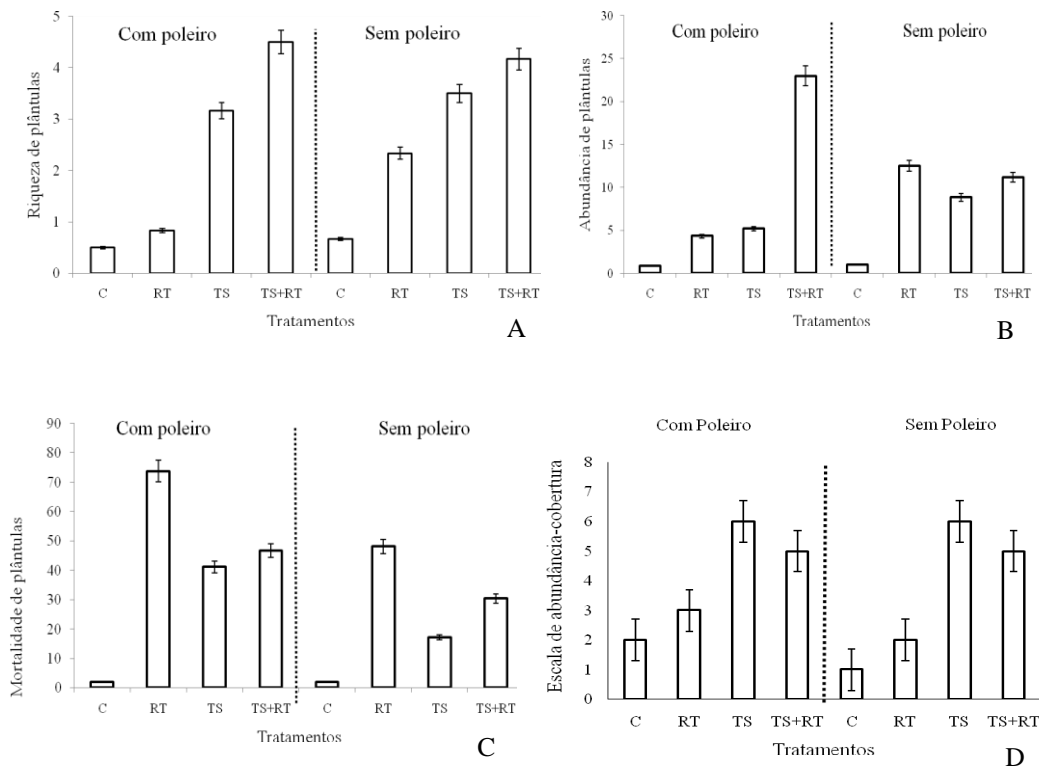 Riqueza de plântulas
Com poleiro
Sem poleiro
5
4
3
2
1
0
C RT TS TS+RT C RT TS TS+RT
Tratamentos
A
Abundância de plântulas
Com poleiro
Sem poleiro
30
25
20
15
10
5
0
C RT TS TS+RT C RT TS TS+RT
Tratamentos
B
Mortalidade de plântulas
Com poleiro
Sem poleiro
90
80
70
60
50
40
30
20
10
0
C RT TS TS+RT C RT TS TS+RT
Tratamentos
C
Escala de abundância-cobertura
Com Poleiro
Sem Poleiro
8
7
6
5
4
3
2
1
0
C RT TS TS+RT C RT TS TS+RT
Tratamentos
D